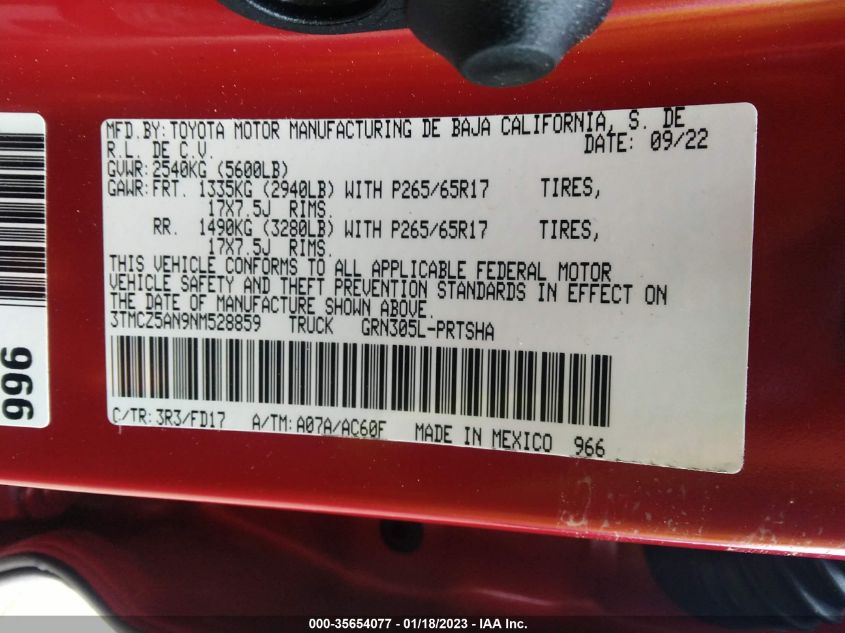 MFD.BY: TOYOTA MOTOR MANUFACTURING DE BAJA CALIFORNIA, S. DE
R.L. DE C.V. DATE: 09/22
GVWR: 2540KG (5600LB)
GAWR: FRT. 1335KG (2940LB) WITH P265/65R17 TIRES,
17X7.5J RIMS.
RR. 1490KG (3280LB) WITH P265/65R17 TIRES,
17X7.5J RIMS.
THIS VEHICLE CONFORMS TO ALL APPLICABLE FEDERAL MOTOR
VEHICLE SAFETY AND THEFT PREVENTION STANDARDS IN EFFECT ON
THE DATE OF MANUFACTURE SHOWN ABOVE.
3TMCZ5AN9NM528859 TRUCK GRN305L-PRTSHA
C/TR: 3R3/FD17 A/TM: A07A/AC60F MADE IN MEXICO 966
966
000-35654077 - 01/18/2023 - IAA Inc.